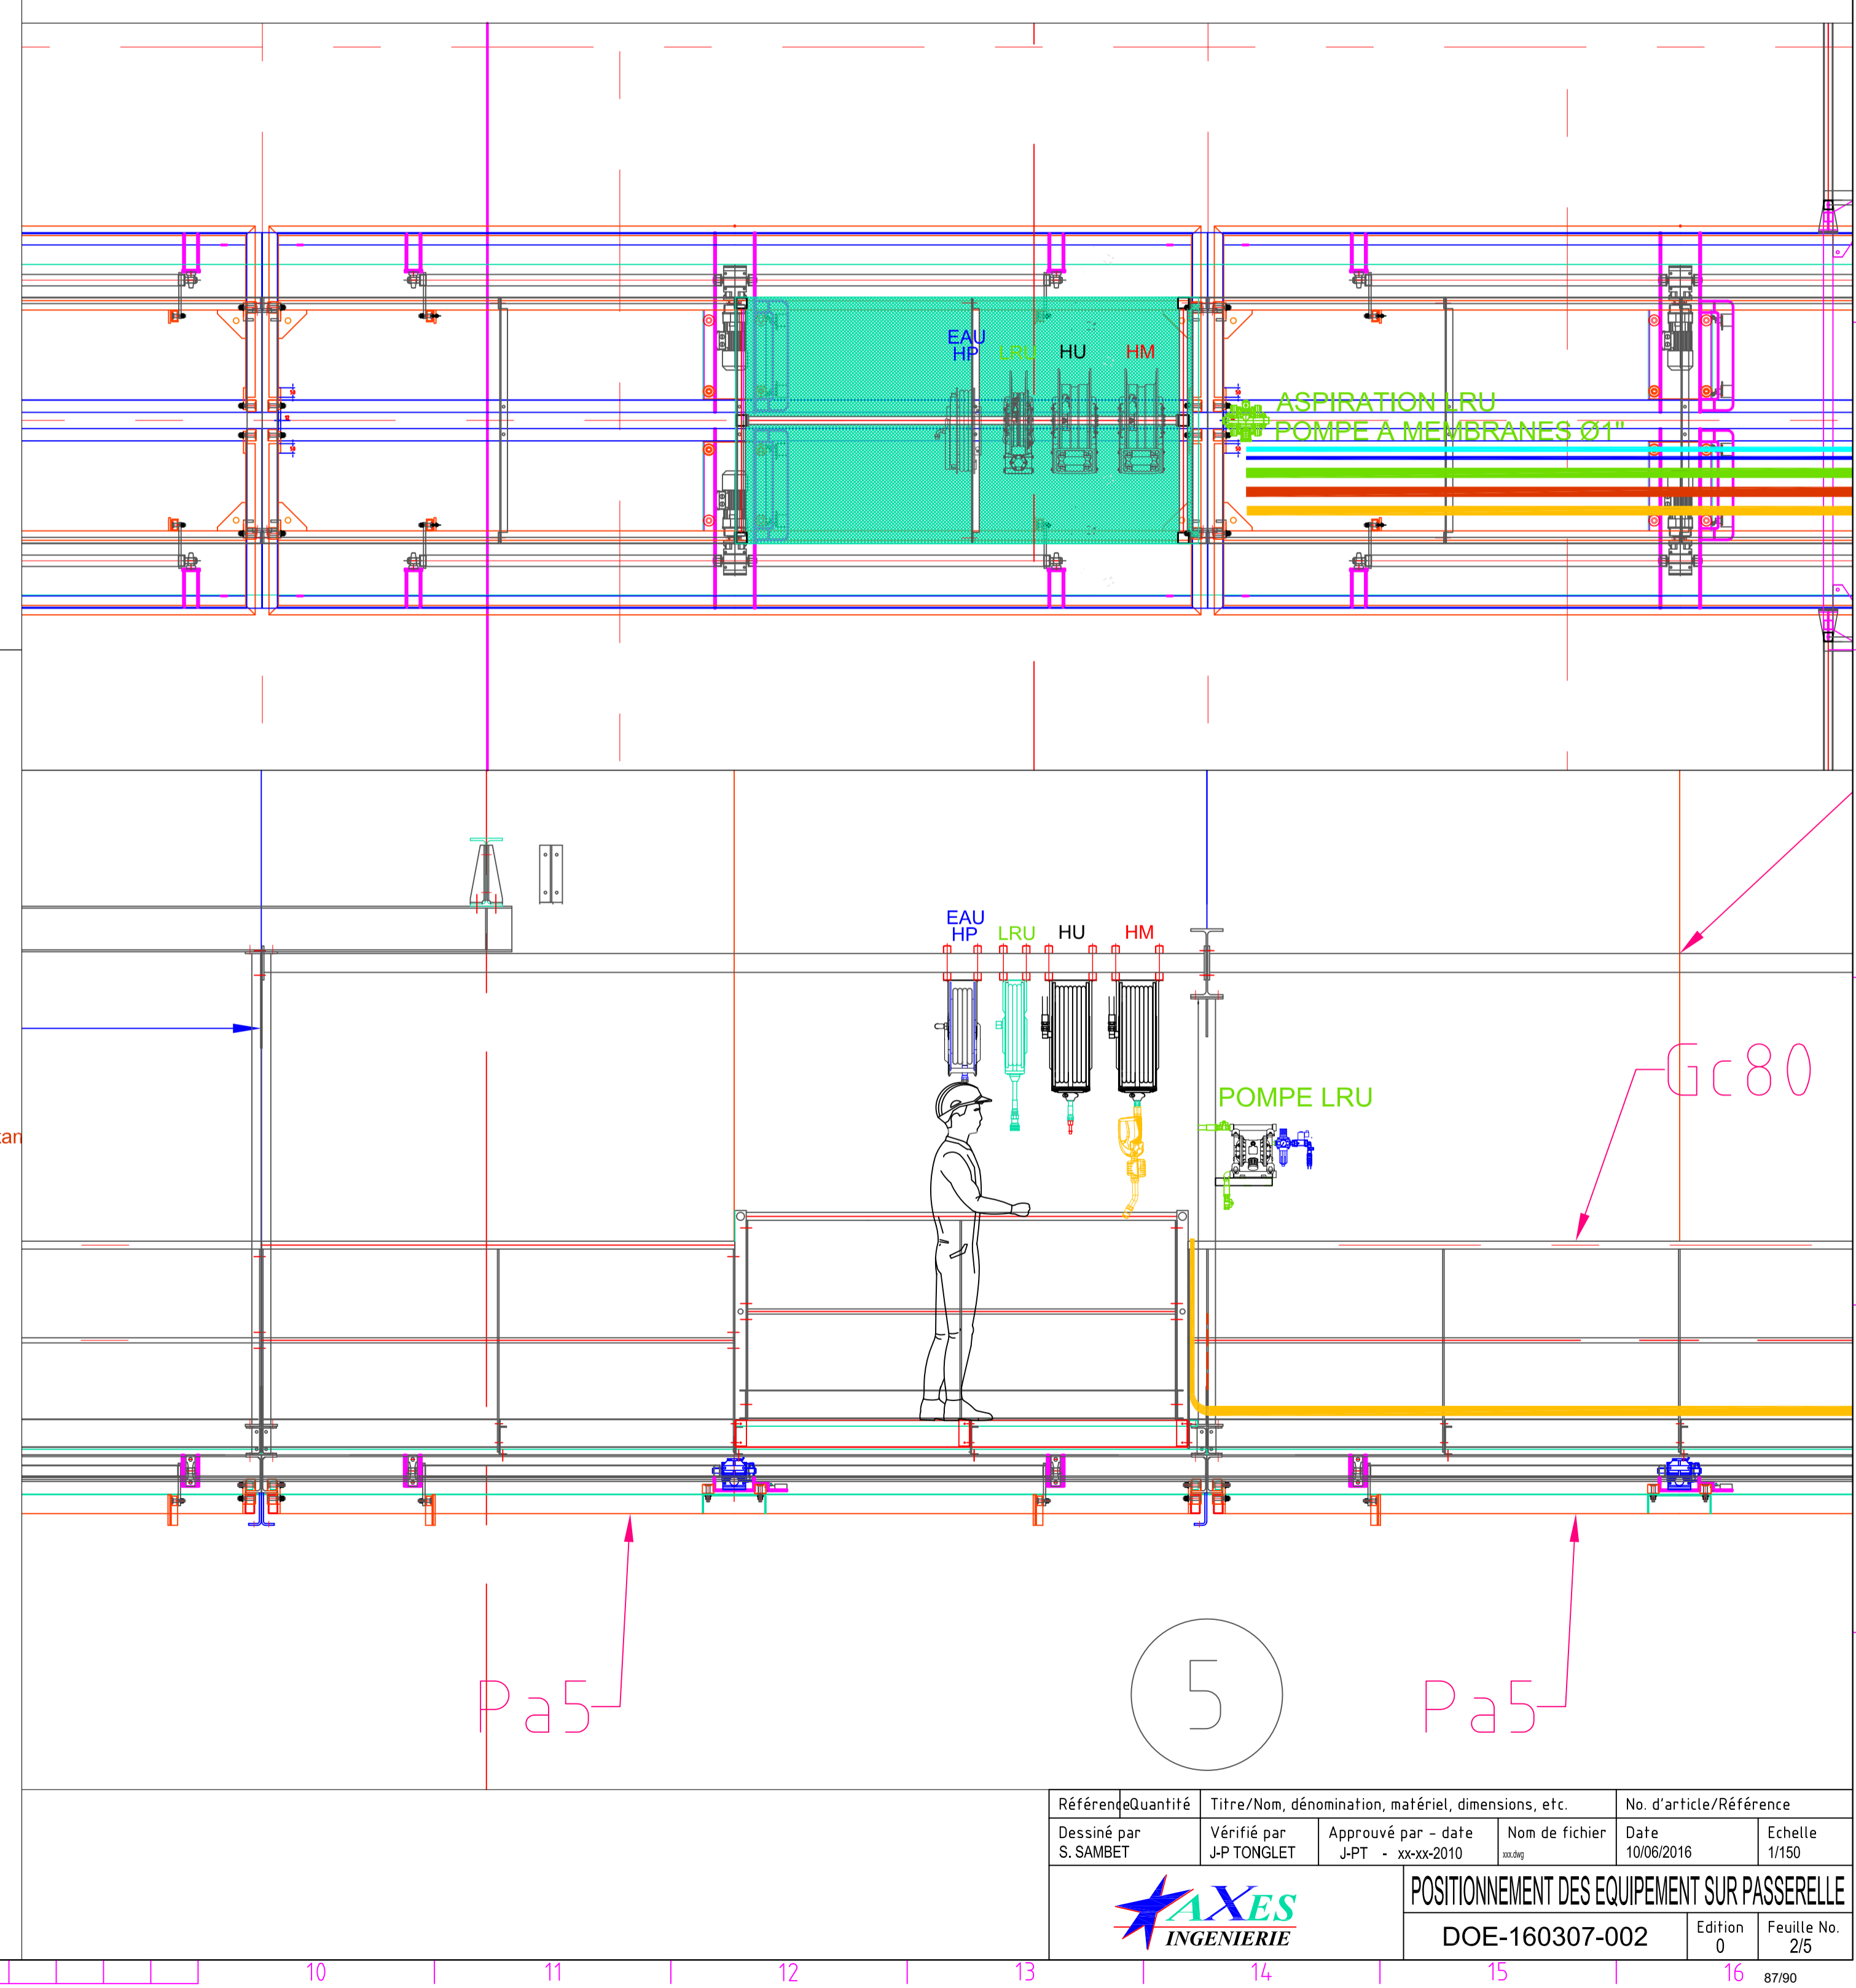 EAU
HP
LRU
HU
HM
ASPIRATION LRU
POMPE A MEMBRANES Ø1"
EAU
HP
LRU
HU
HM
Gc80
POMPE LRU
Pa5
5
Pa5
Référence Quantité Titre/Nom, dénomination, matériel, dimensions, etc. No. d'article/Référence
Dessiné par Vérifié par Approuvé par - date Nom de fichier Date Echelle
S. SAMBET J-P TONGLET J-PT - xx-xx-2010 xxx.dwg 10/06/2016 1/150
AXES
INGENIERIE
POSITIONNEMENT DES EQUIPEMENT SUR PASSERELLE
DOE-160307-002
Edition
0
Feuille No.
2/5
10 11 12 13 14 15 16
87/90